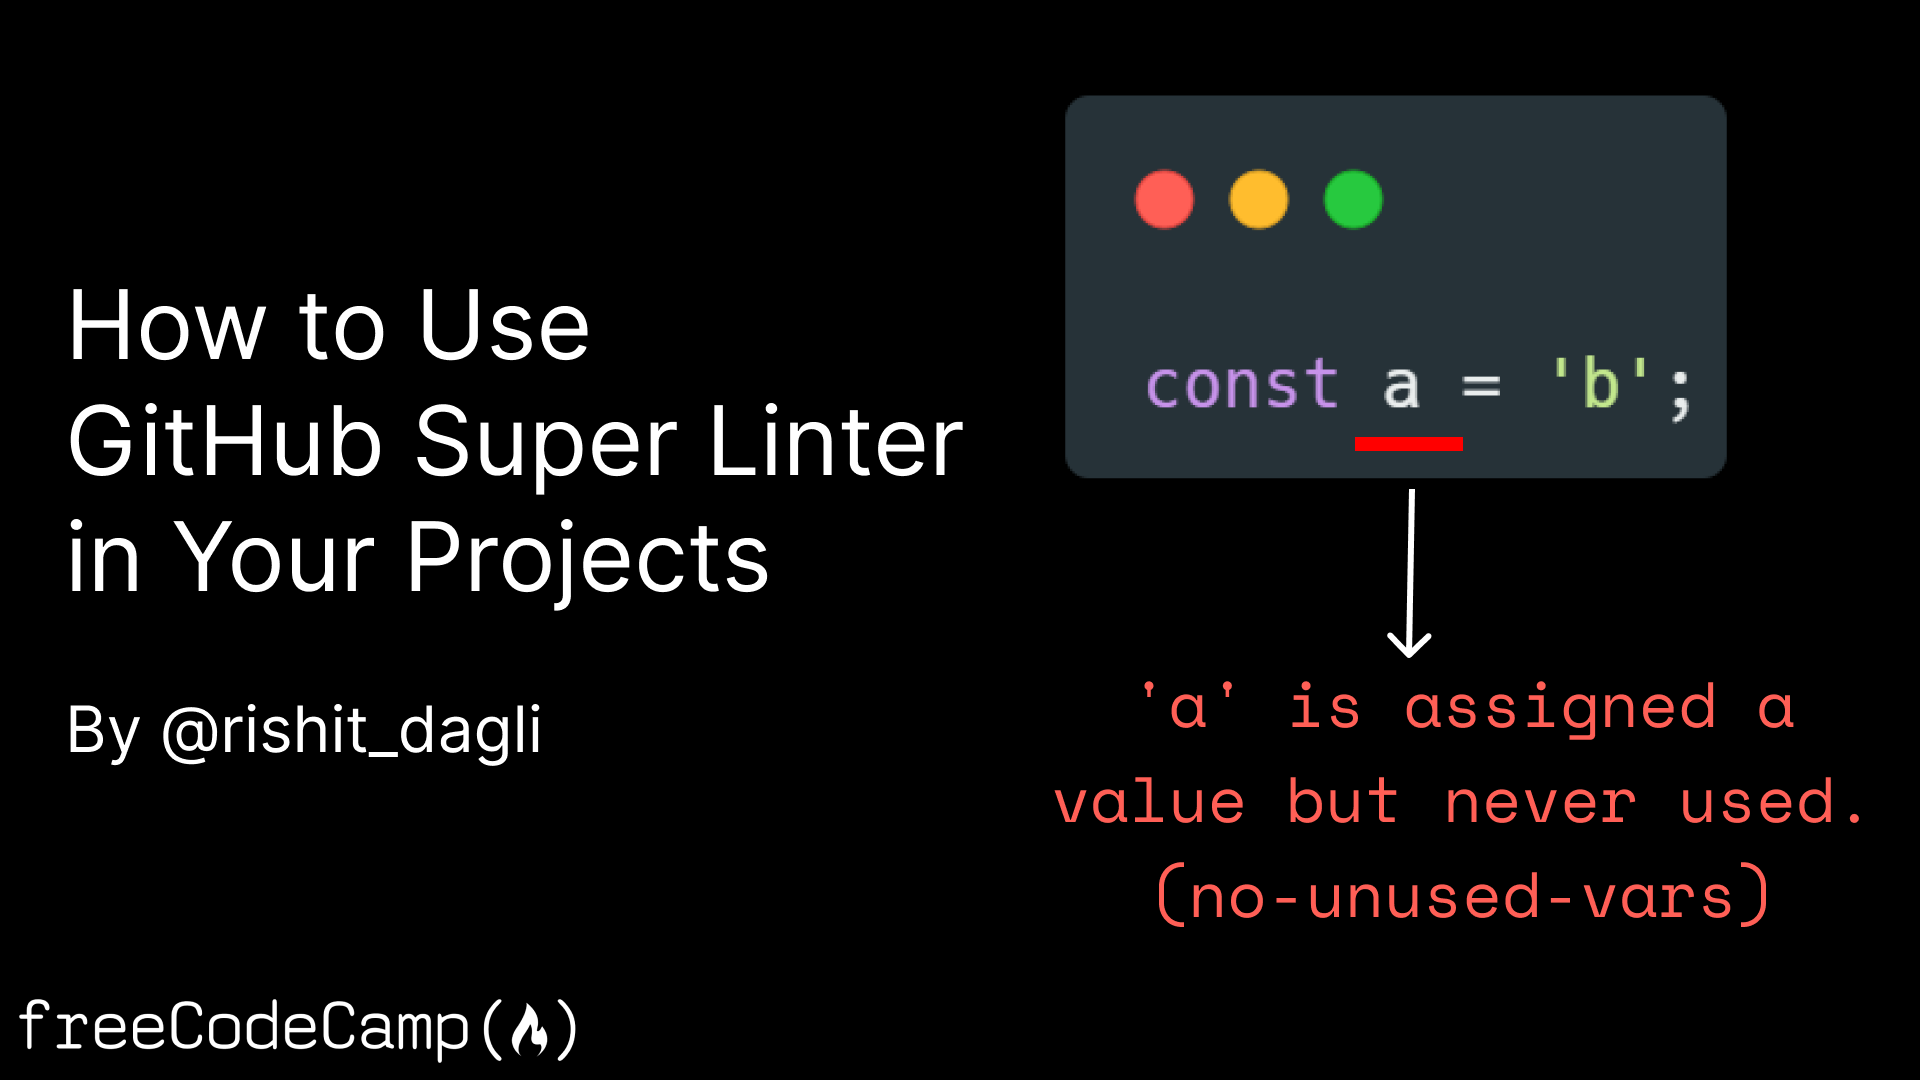 How to Use
GitHub Super Linter
in Your Projects
By @rishit_dagli
const a = 'b';
'a' is assigned a
value but never used.
(no-unused-vars)
freeCodeCamp()